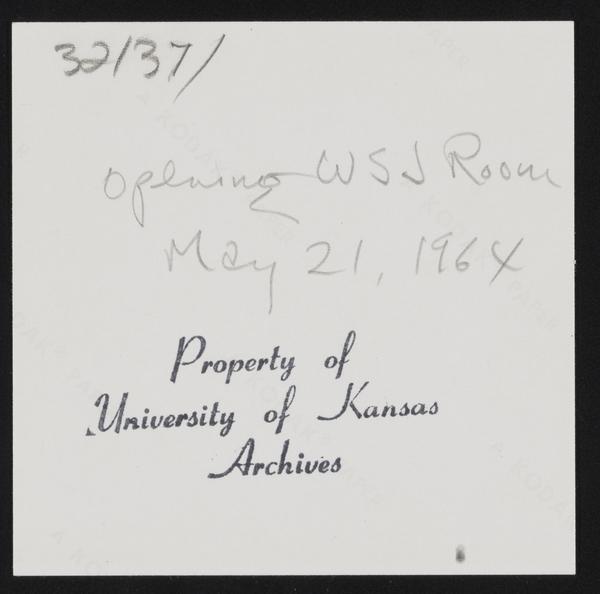 32/37/
Opening WSJ Room
May 21, 1964
Property of
University of Kansas
Archives